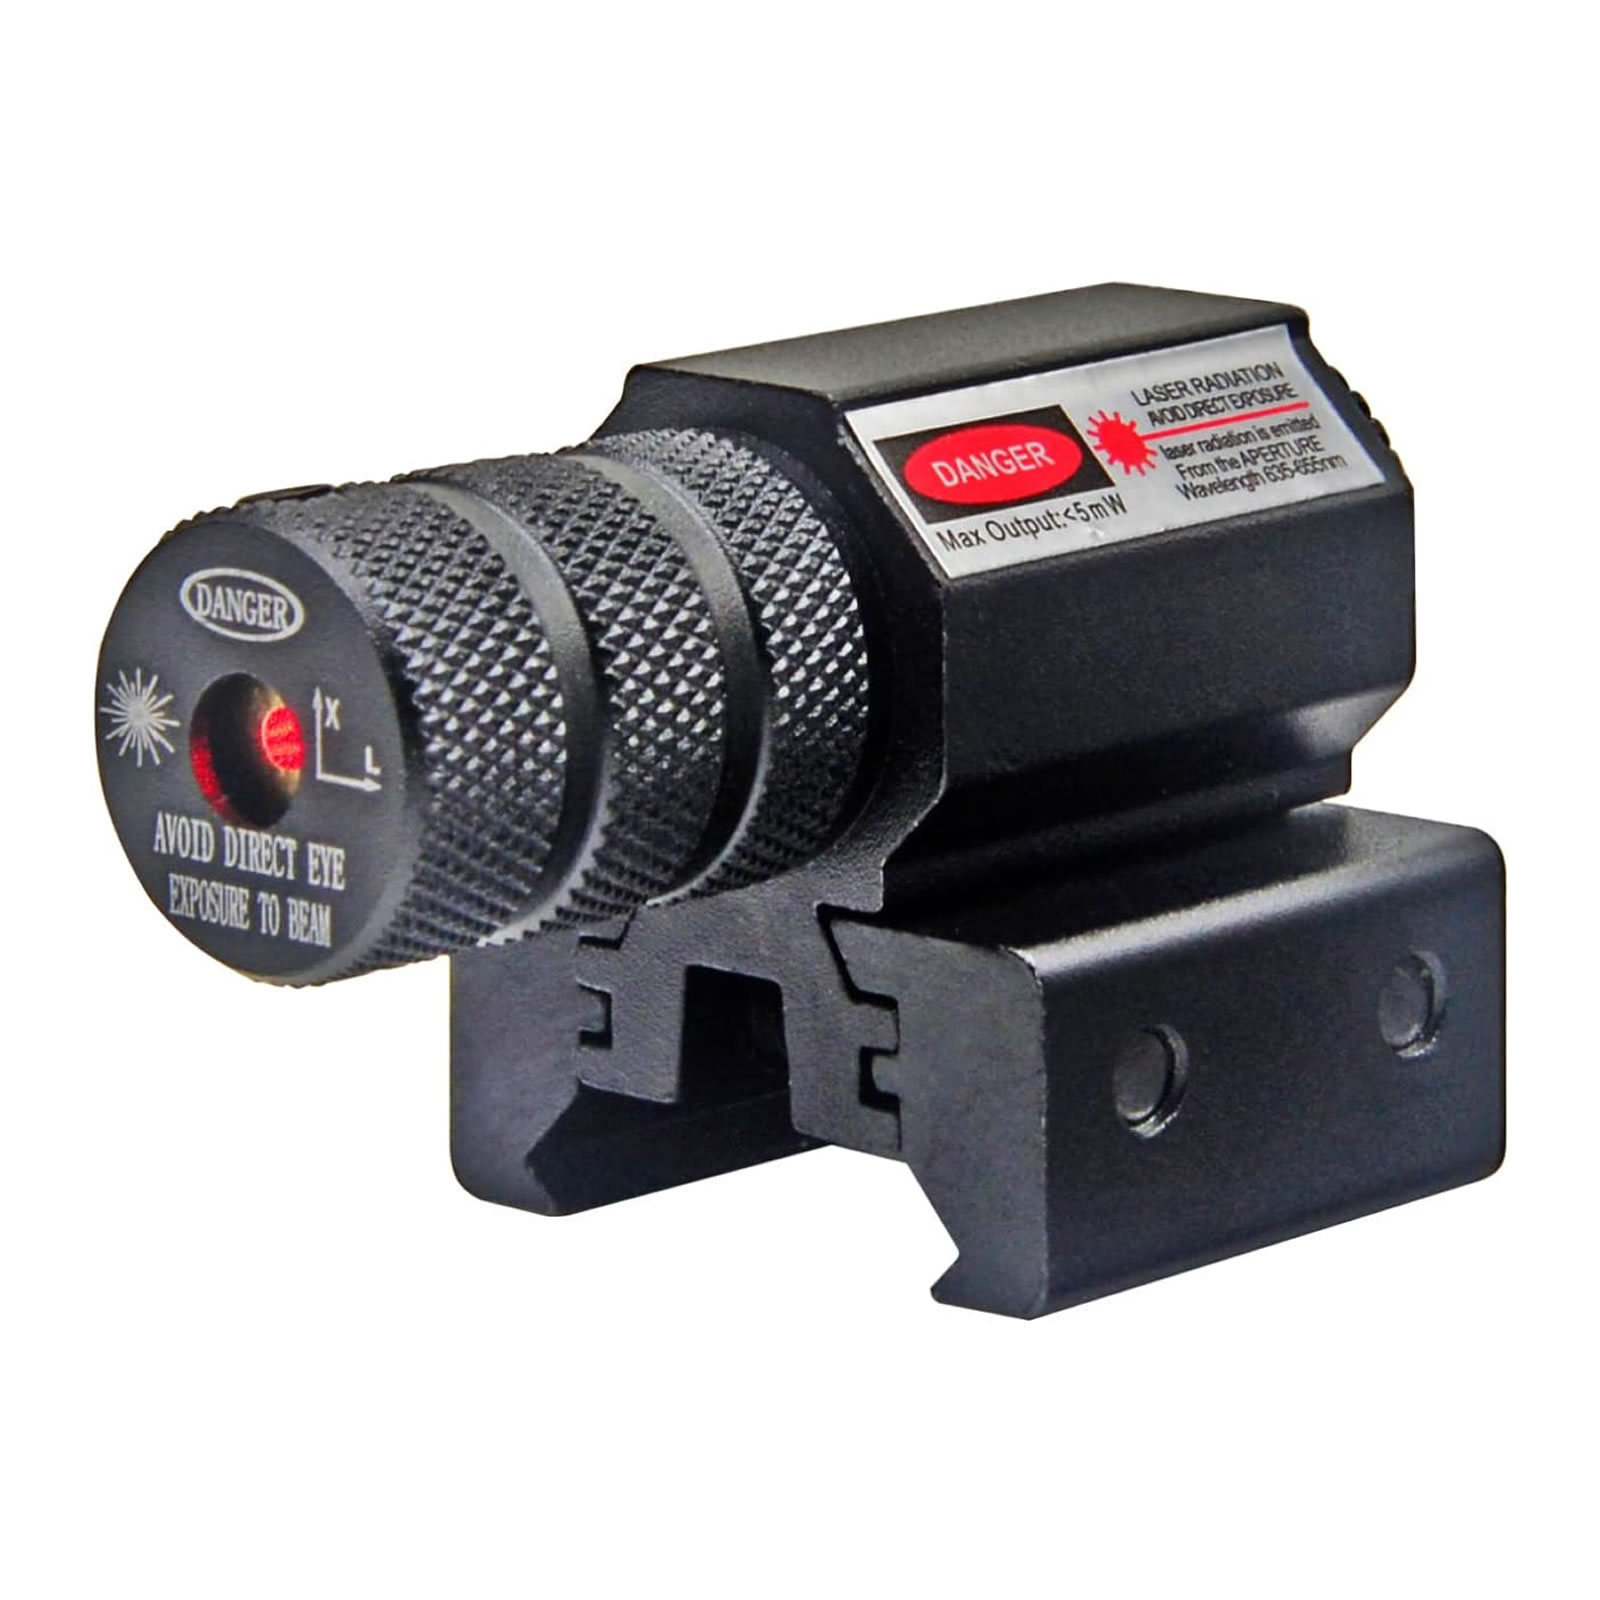 DANGER
X
L
AVOID DIRECT EYE
EXPOSURE TO BEAM
DANGER
Max Output:<5mW
LASER RADIATION
AVOID DIRECT EXPOSURE
laser radiation is emitted
From the APERTURE
Wavelength 635-655nm